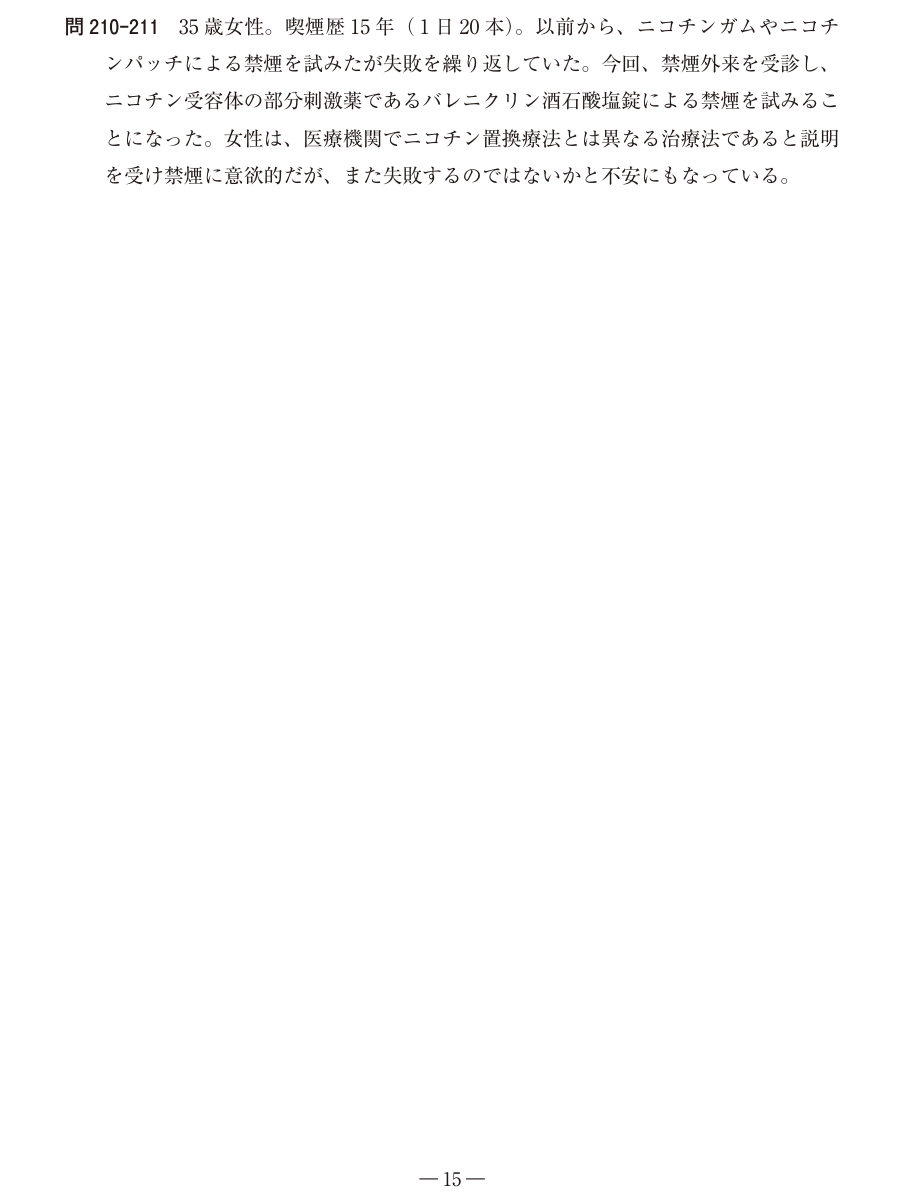 問 210-211　35 歳女性。喫煙歴 15 年（1 日 20 本）。以前から、ニコチンガムやニコチ
ンパッチによる禁煙を試みたが失敗を繰り返していた。今回、禁煙外来を受診し、
ニコチン受容体の部分刺激薬であるバレニクリン酒石酸塩錠による禁煙を試みるこ
とになった。女性は、医療機関でニコチン置換療法とは異なる治療法であると説明
を受け禁煙に意欲的だが、また失敗するのではないかと不安にもなっている。
― 15 ―